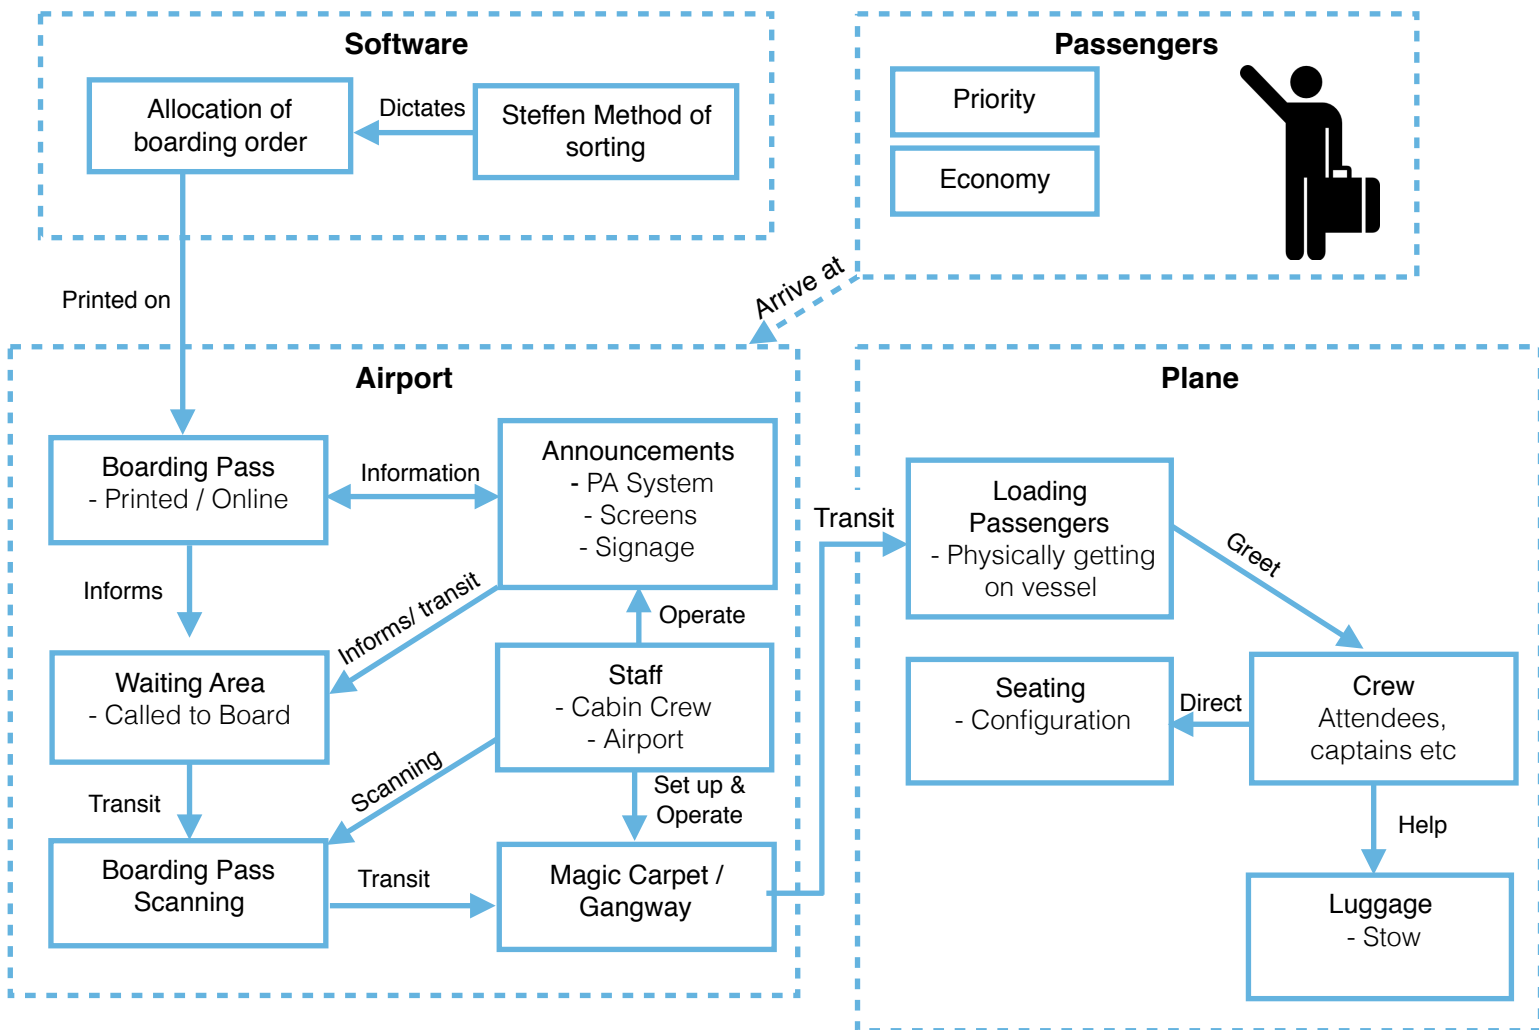 Software
Allocation of
boarding order
Dictates
Steffen Method of
sorting
Passengers
Priority
Economy
Printed on
Arrive at
Airport
Boarding Pass
- Printed / Online
Information
Announcements
- PA System
- Screens
- Signage
Informs
Informs/ transit
Operate
Waiting Area
- Called to Board
Staff
- Cabin Crew
- Airport
Transit
Scanning
Set up &
Operate
Boarding Pass
Scanning
Transit
Magic Carpet /
Gangway
Transit
Plane
Loading
Passengers
- Physically getting
on vessel
Greet
Seating
- Configuration
Direct
Crew
Attendees,
captains etc
Help
Luggage
- Stow